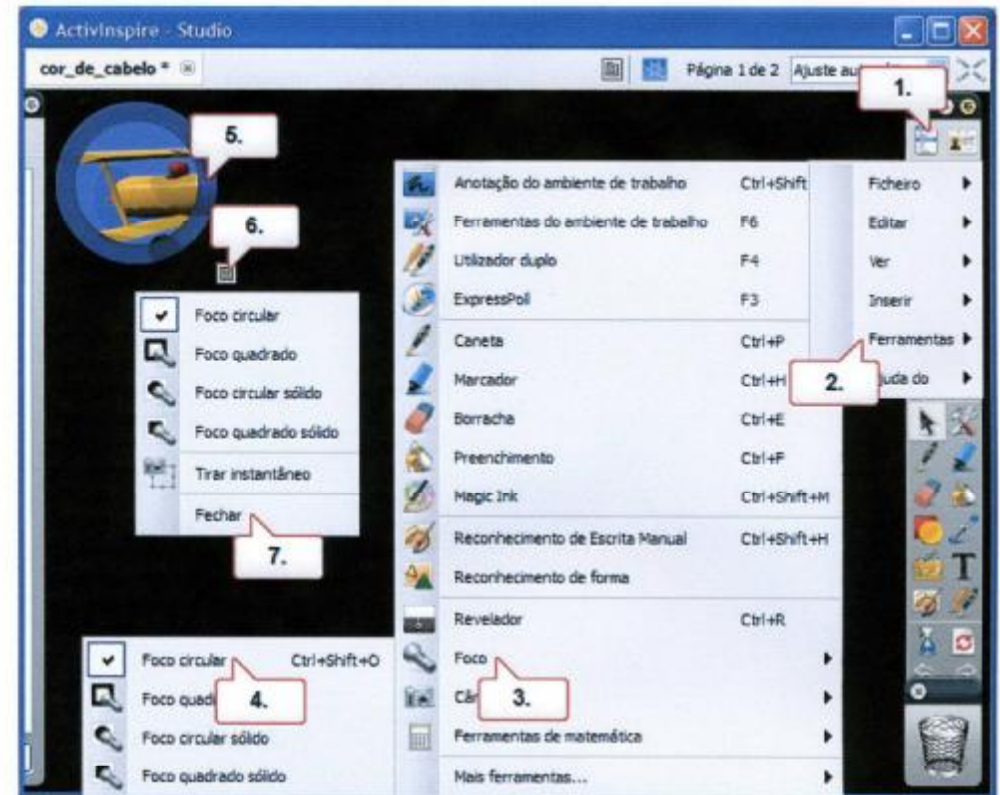 ActivInspire - Studio
cor_de_cabelo *
Página 1 de 2
1.
5.
6.
Anotação do ambiente de trabalho Ctrl+Shift
Ferramentas do ambiente de trabalho F6
Utilizador duplo F4
ExpressPoll F3
Caneta Ctrl+P
Marcador Ctrl+H
Borracha Ctrl+E
Preenchimento Ctrl+F
Magic Ink Ctrl+Shift+M
Reconhecimento de Escrita Manual Ctrl+Shift+H
Reconhecimento de forma
Revelador Ctrl+R
Foco
3.
Ferramentas de matemática
Mais ferramentas...
Ficheiro
Editar
Ver
Inserir
Ferramentas
2.
do
Foco circular
Foco quadrado
Foco circular sólido
Foco quadrado sólido
Tirar instantâneo
Fechar
7.
Foco circular Ctrl+Shift+O
Foco
4.
Foco circular sólido
Foco quadrado sólido
T